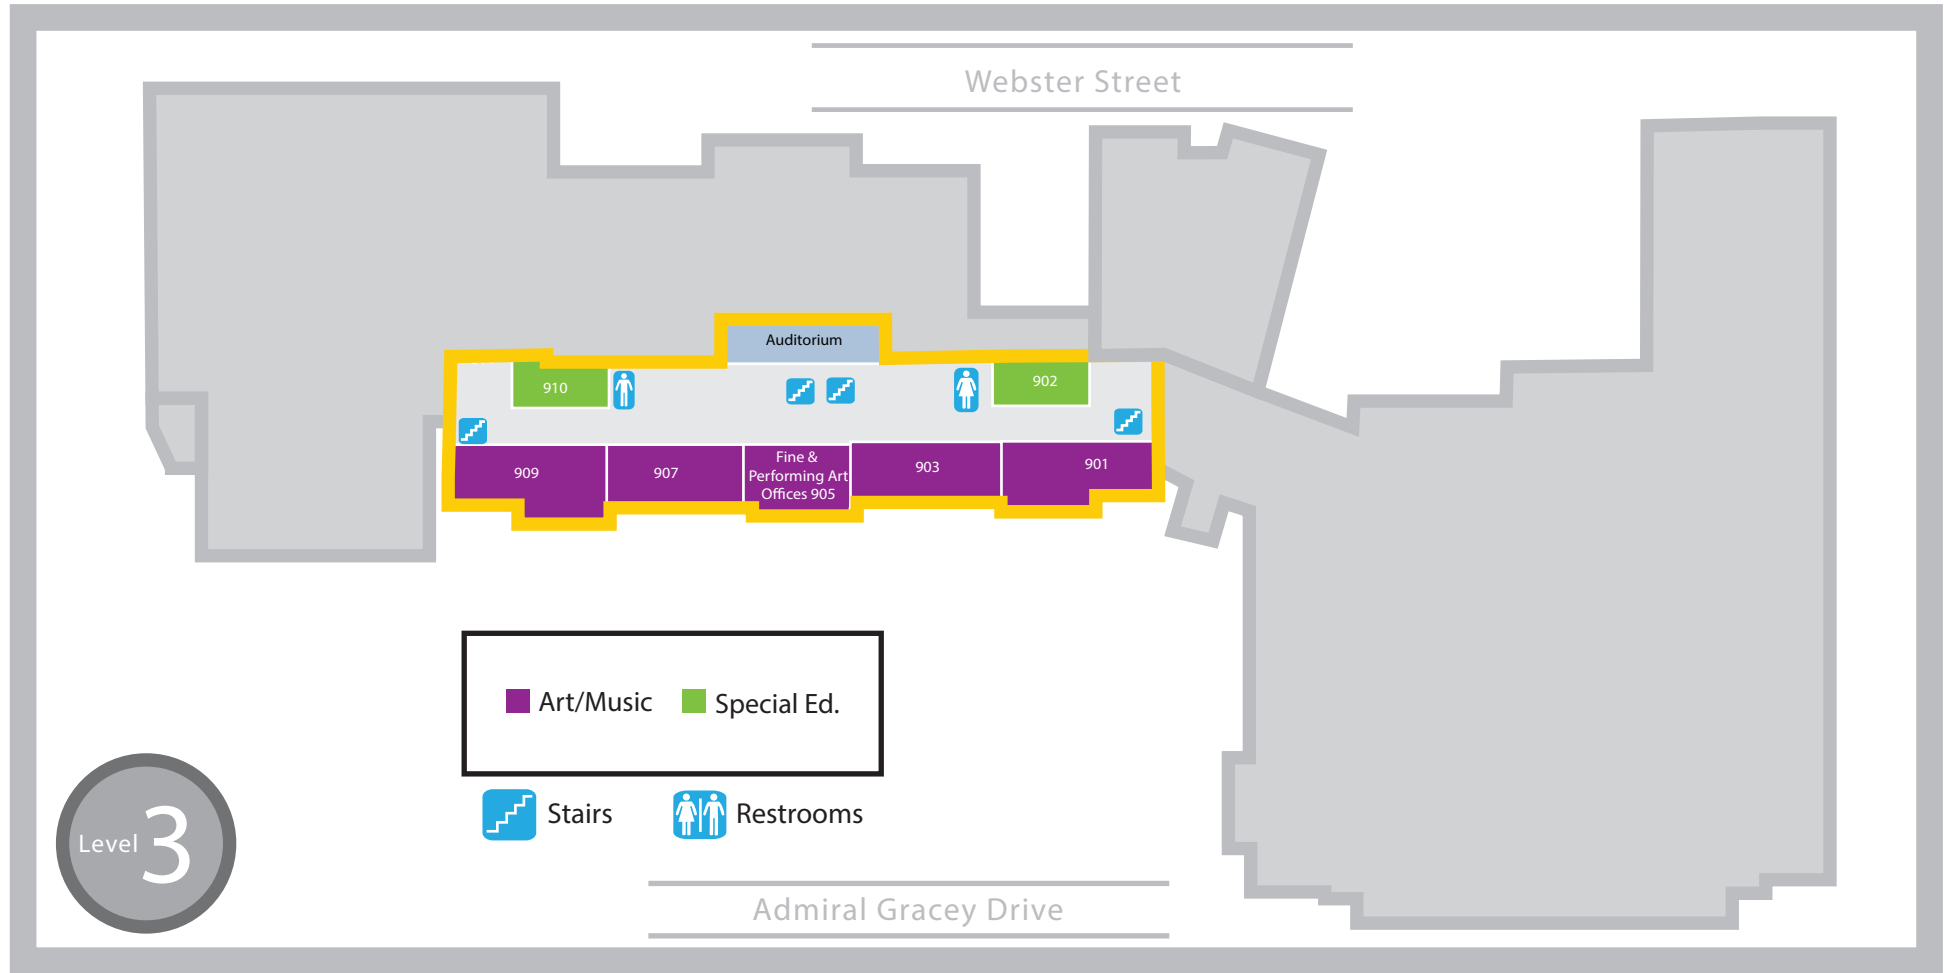 Webster Street
Auditorium
910
902
909
907
Fine &
Performing Art
Offices 905
903
901
Art/Music
Special Ed.
Stairs
Restrooms
Level 3
Admiral Gracey Drive